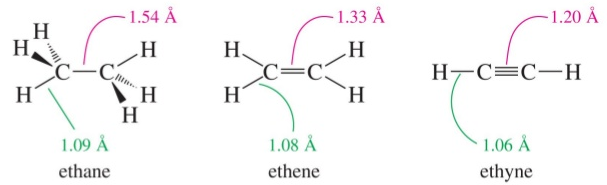 1.54 Å
1.33 Å
1.20 Å
H
H
H
C
C
H
H
H
H
H
C
C
H
H
H
C
C
H
1.09 Å
1.08 Å
1.06 Å
ethane
ethene
ethyne